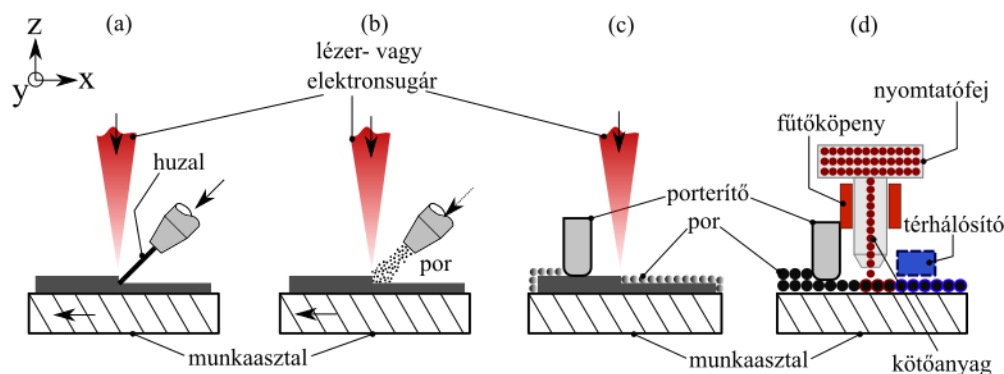 (a)
(b)
(c)
(d)
z
y
x
lézer- vagy
elektronsugár
huzal
por
porterítő
por
nyomtatófej
fűtőköpeny
térhálósító
munkaasztal
munkaasztal
kötőanyag